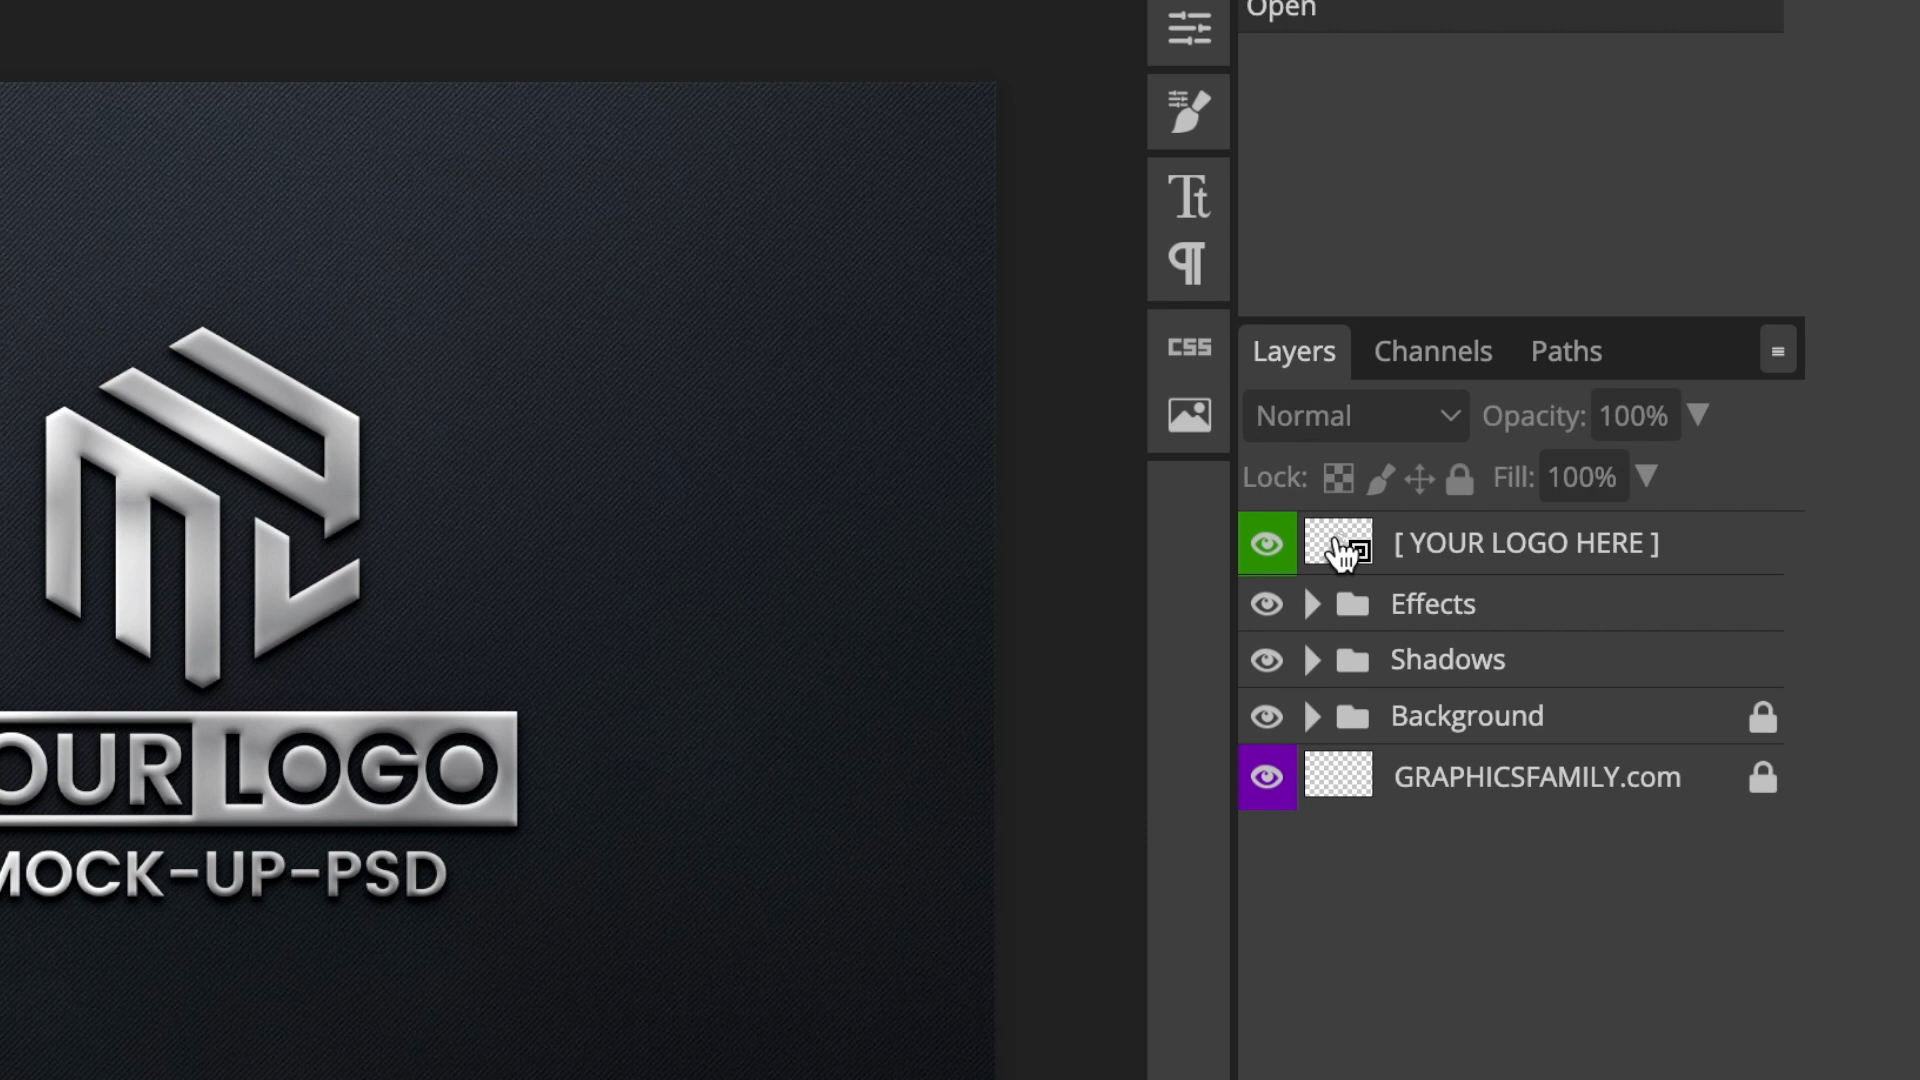 Open
Tt
¶
CSS
Layers Channels Paths
Normal Opacity: 100%
Lock: Fill: 100%
[ YOUR LOGO HERE ]
Effects
Shadows
Background
GRAPHICSFAMILY.com
OUR LOGO
MOCK-UP-PSD